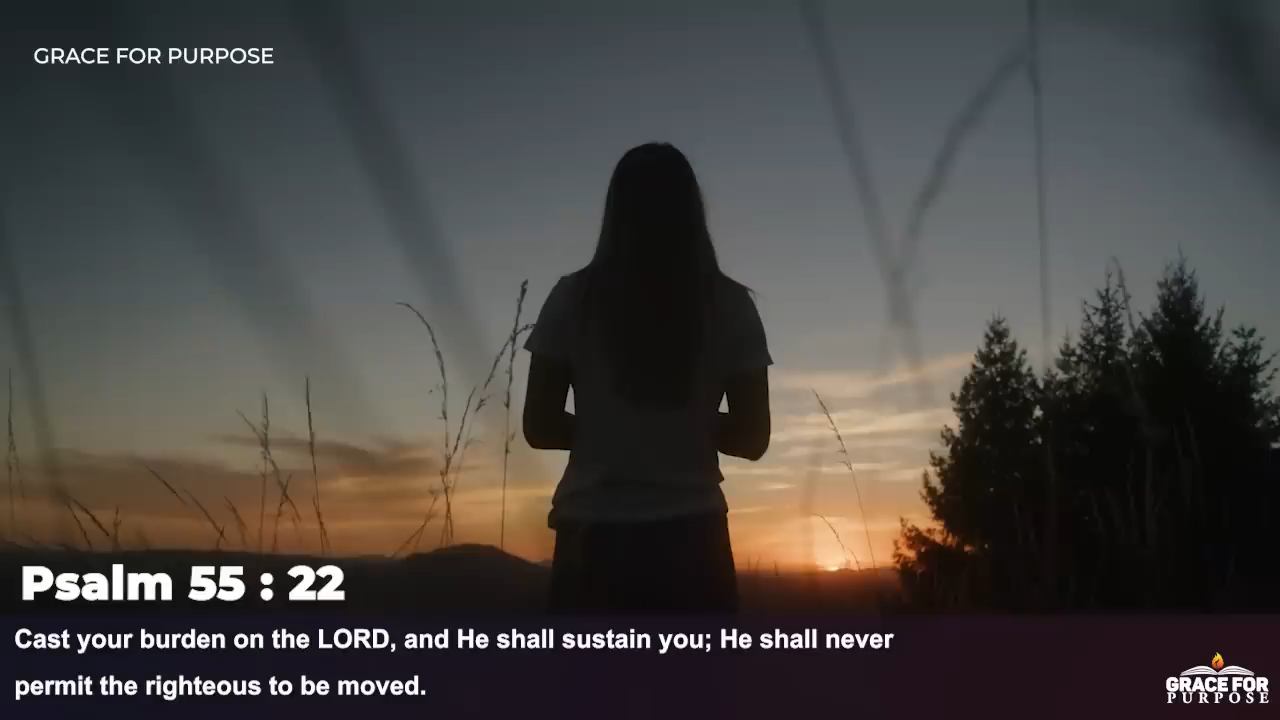 GRACE FOR PURPOSE
Psalm 55 : 22
Cast your burden on the LORD, and He shall sustain you; He shall never
permit the righteous to be moved.
GRACE FOR
PURPOSE